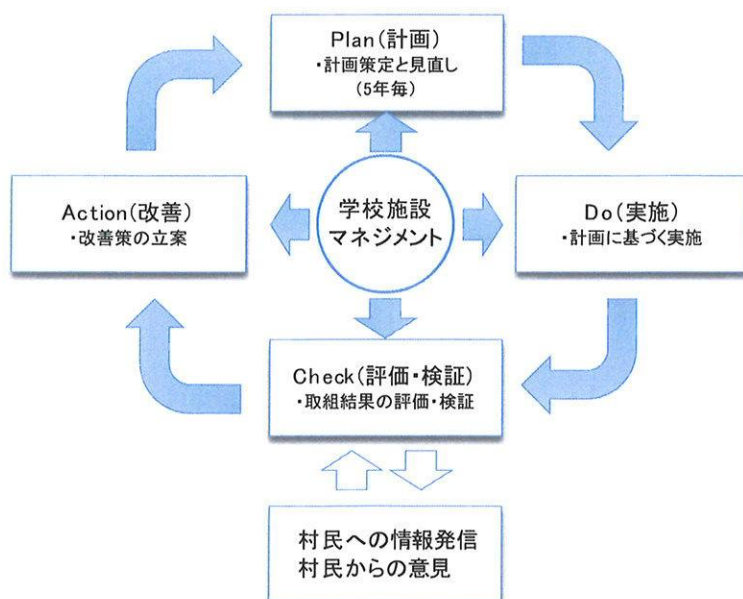 Plan(計画)
・計画策定と見直し
(5年毎)
Action(改善)
・改善策の立案
学校施設
マネジメント
Do(実施)
・計画に基づく実施
Check(評価・検証)
・取組結果の評価・検証
村民への情報発信
村民からの意見